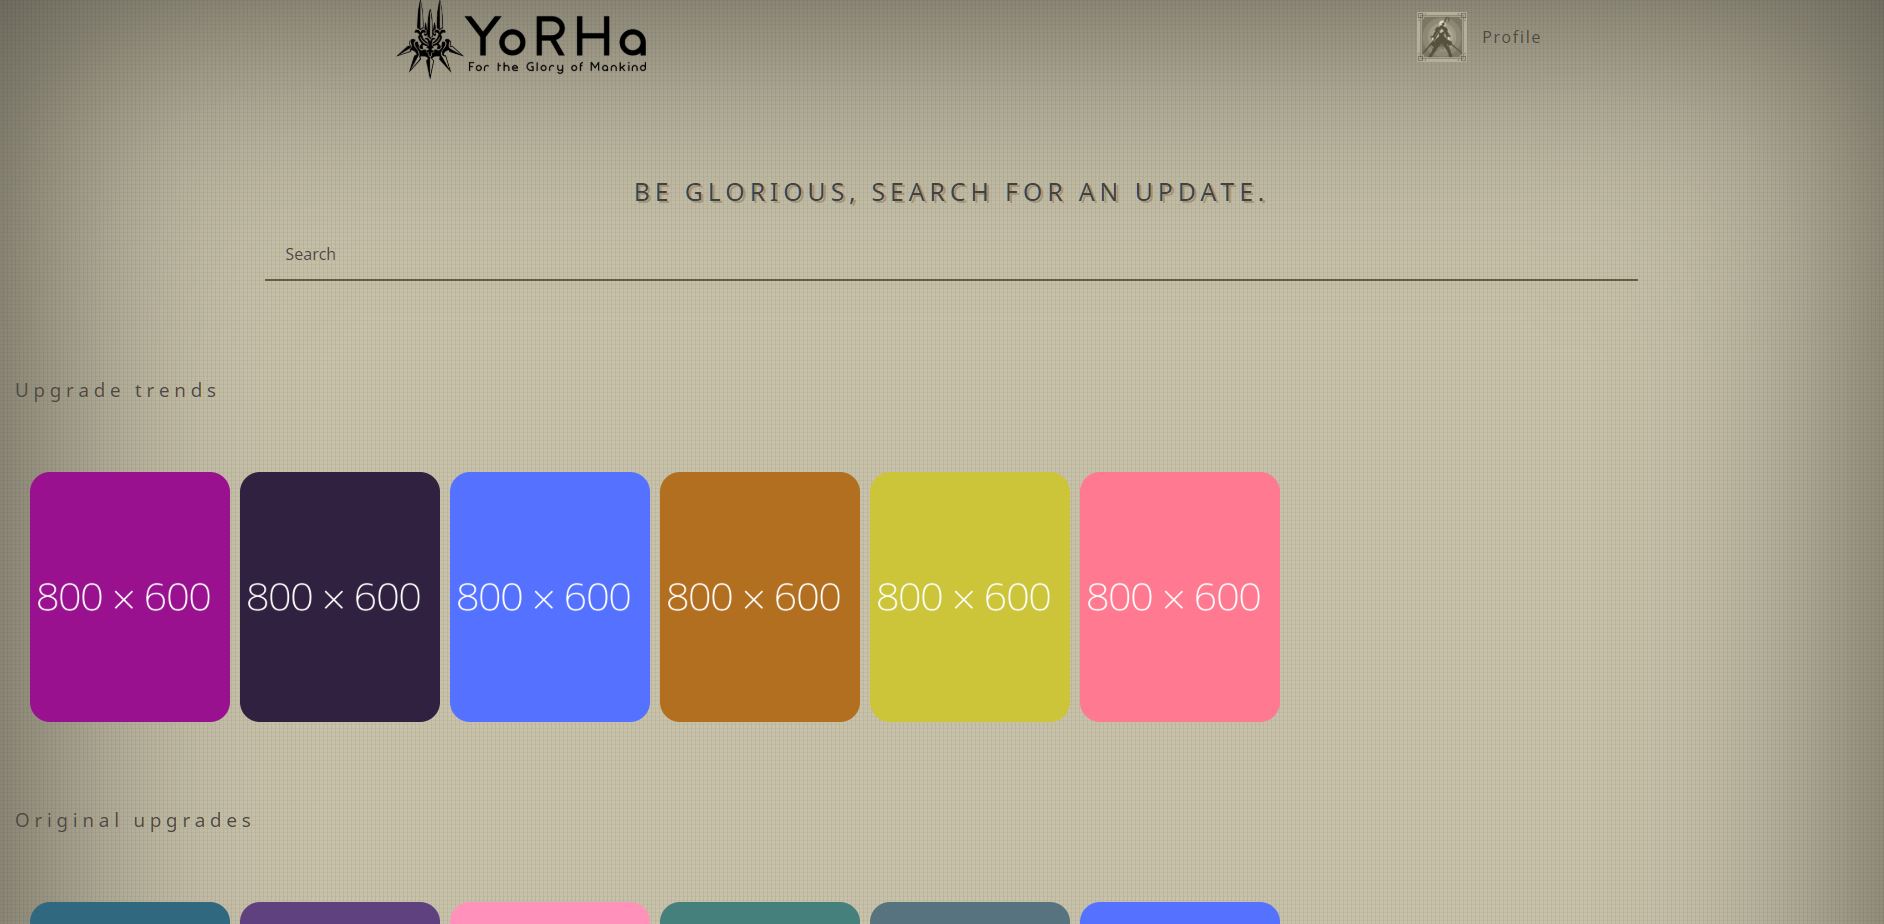 YoRHa
For the Glory of Mankind
Profile
BE GLORIOUS, SEARCH FOR AN UPDATE.
Search
Upgrade trends
800 × 600
800 × 600
800 × 600
800 × 600
800 × 600
800 × 600
Original upgrades